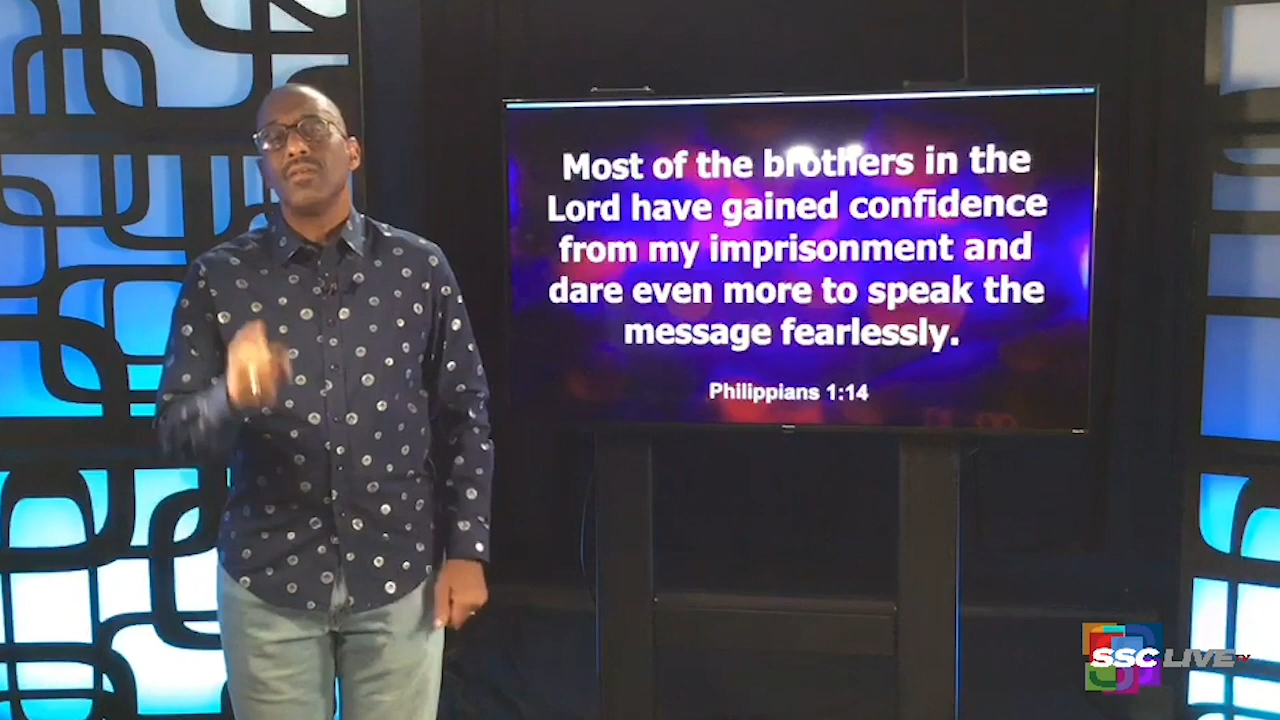 Most of the brothers in the
Lord have gained confidence
from my imprisonment and
dare even more to speak the
message fearlessly.
Philippians 1:14
SSC LIVE TV